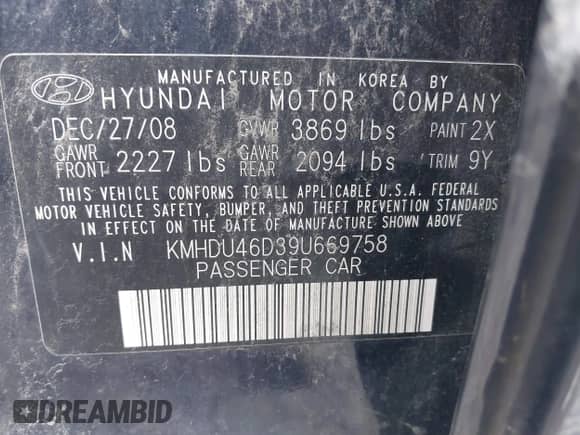 MANUFACTURED IN KOREA BY
HYUNDAI MOTOR COMPANY
DEC/27/08 GVWR 3869 lbs PAINT 2X
GAWR FRONT 2227 lbs GAWR REAR 2094 lbs TRIM 9Y
THIS VEHICLE CONFORMS TO ALL APPLICABLE U.S.A. FEDERAL
MOTOR VEHICLE SAFETY, BUMPER, AND THEFT PREVENTION STANDARDS
IN EFFECT ON THE DATE OF MANUFACTURE SHOWN ABOVE
V.I.N KMHDU46D39U669758
PASSENGER CAR
DREAMBID